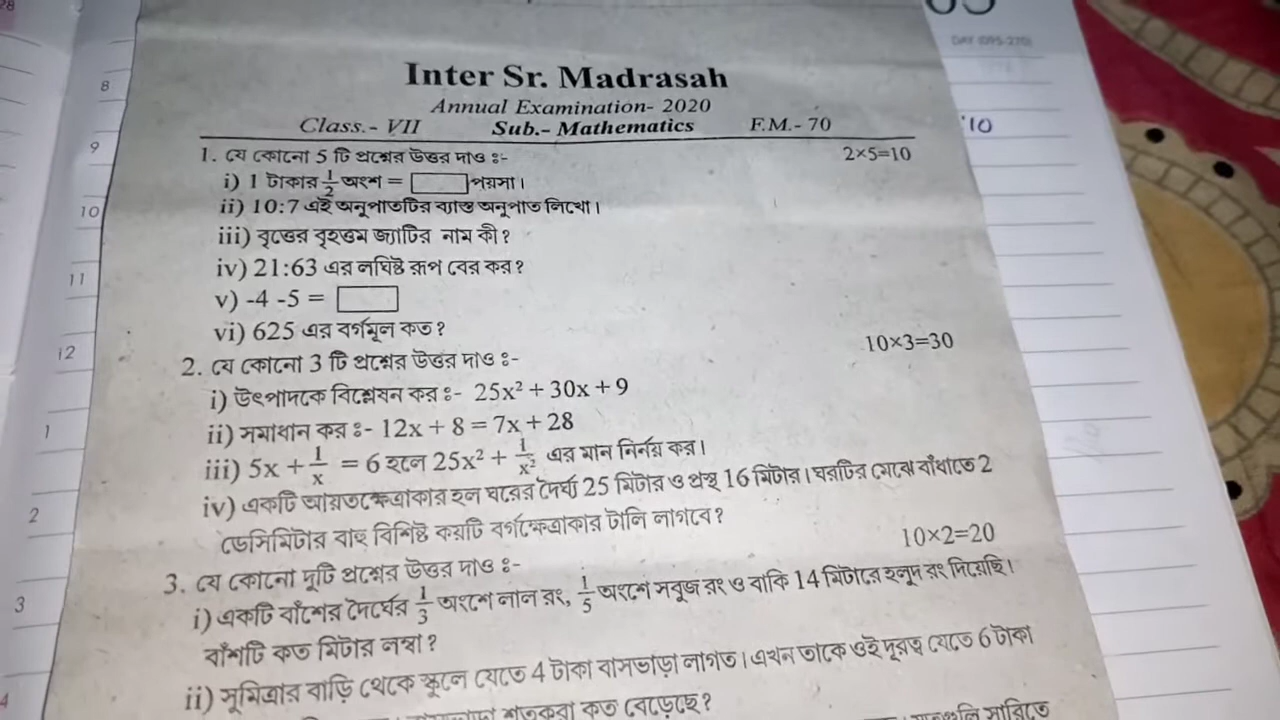 28
DAY (095-270)
'10
8
9
10
11
12
1
2
3
4
Inter Sr. Madrasah
Annual Examination- 2020
Class.- VII Sub.- Mathematics F.M.- 70
1. যে কোনো 5 টি প্রশ্নের উত্তর দাও ঃ- 2×5=10
i) 1 টাকার 1/2 অংশ = □ পয়সা।
ii) 10:7 এই অনুপাতটির ব্যাস্ত অনুপাত লিখো।
iii) বৃত্তের বৃহত্তম জ্যাটির নাম কী?
iv) 21:63 এর লঘিষ্ঠ রূপ বের কর?
v) -4 -5 = □
vi) 625 এর বর্গমূল কত?
2. যে কোনো 3 টি প্রশ্নের উত্তর দাও ঃ- 10×3=30
i) উৎপাদকে বিশ্লেষন কর ঃ- 25x² + 30x + 9
ii) সমাধান কর ঃ- 12x + 8 = 7x + 28
iii) 5x + 1/x = 6 হলে 25x² + 1/x² এর মান নির্নয় কর।
iv) একটি আয়তক্ষেত্রাকার হল ঘরের দৈর্ঘ্য 25 মিটার ও প্রস্থ 16 মিটার। ঘরটির মেঝে বাঁধাতে 2
ডেসিমিটার বাহু বিশিষ্ট কয়টি বর্গক্ষেত্রাকার টালি লাগবে?
3. যে কোনো দুটি প্রশ্নের উত্তর দাও ঃ- 10×2=20
i) একটি বাঁশের দৈর্ঘের 1/3 অংশে লাল রং, 1/5 অংশে সবুজ রং ও বাকি 14 মিটারে হলুদ রং দিয়েছি।
বাঁশটি কত মিটার লম্বা?
ii) সুমিত্রার বাড়ি থেকে স্কুলে যেতে 4 টাকা বাসভাড়া লাগত। এখন তাকে ওই দূরত্ব যেতে 6 টাকা
শতকরা কত বেড়েছে?
সারিতে